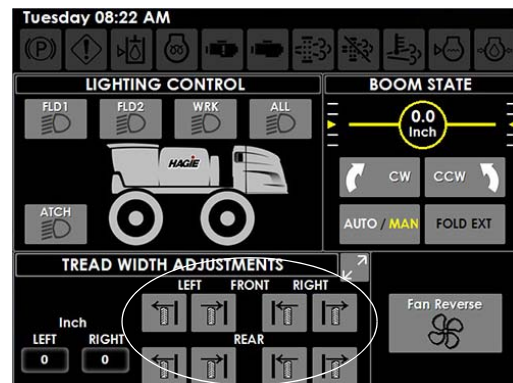 Tuesday 08:22 AM
LIGHTING CONTROL
FLD1 FLD2 WRK ALL
HAGIE
ATCH
BOOM STATE
0.0
Inch
CW CCW
AUTO / MAN FOLD EXT
TREAD WIDTH ADJUSTMENTS
LEFT FRONT RIGHT
Inch
LEFT RIGHT
REAR
0 0
Fan Reverse